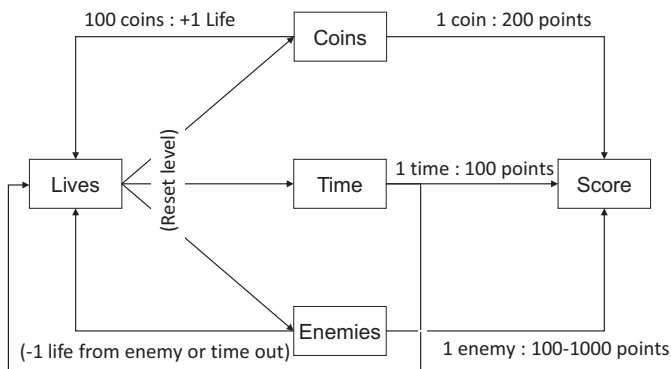 100 coins : +1 Life
Coins
1 coin : 200 points
(Reset level)
Lives
Time
1 time : 100 points
Score
Enemies
(-1 life from enemy or time out)
1 enemy : 100-1000 points